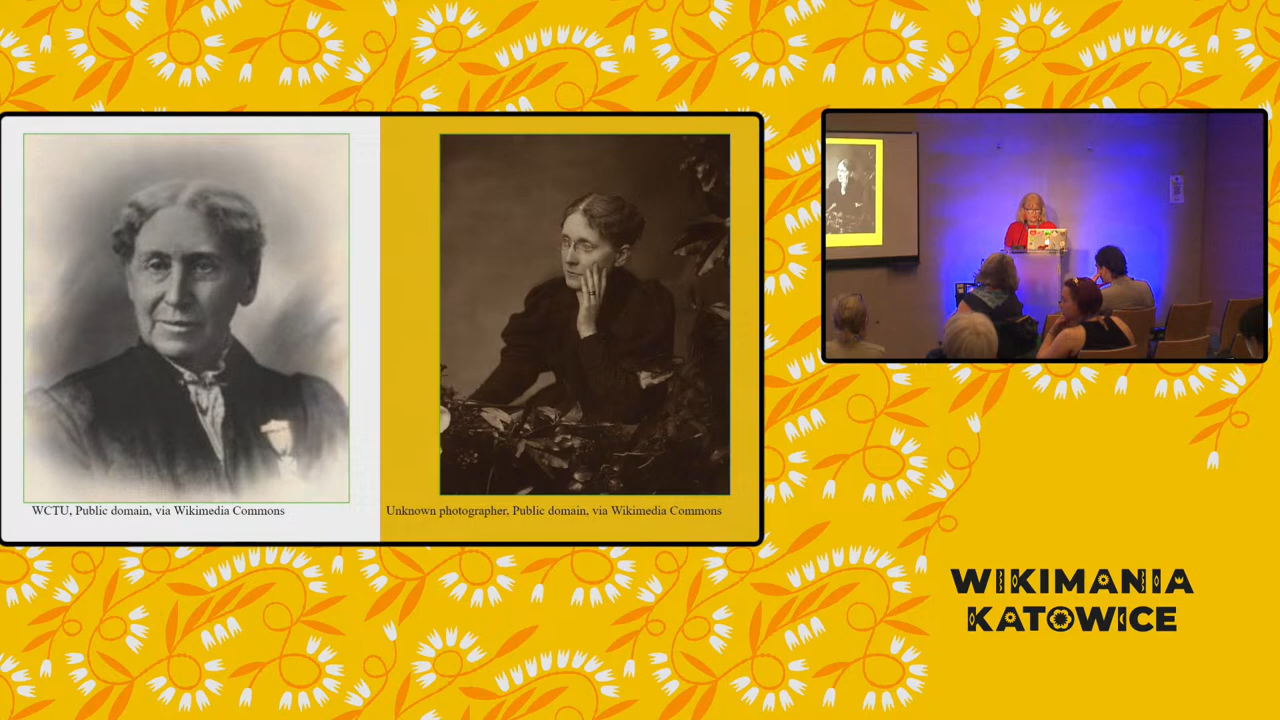 WCTU, Public domain, via Wikimedia Commons
Unknown photographer, Public domain, via Wikimedia Commons
WIKIMANIA
KATOWICE